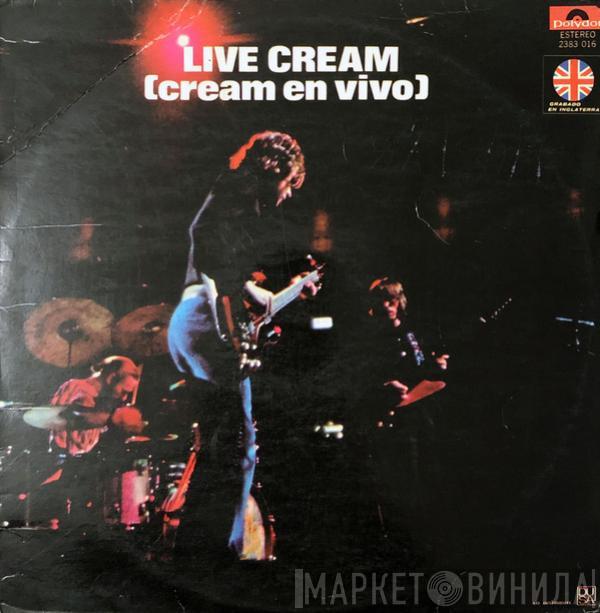 LIVE CREAM
(cream en vivo)
Polydor
ESTEREO
2383 016
GRABADO
EN INGLATERRA
МАРКЕТ ВИНИЛА